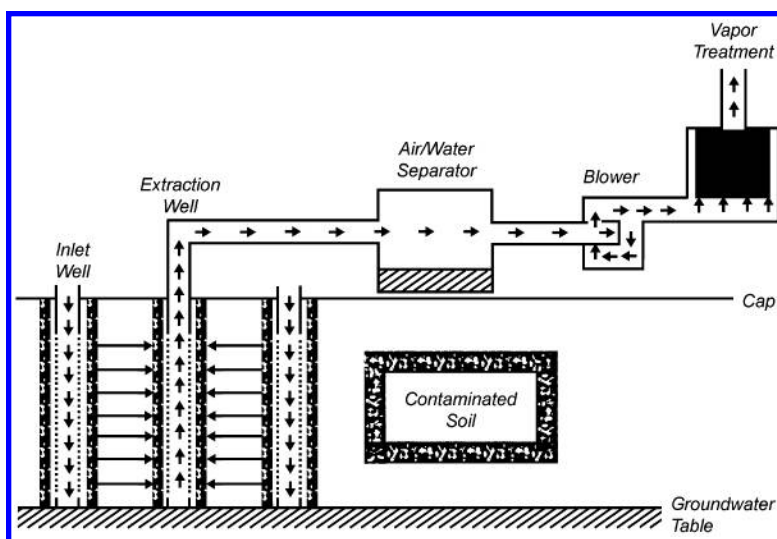 Vapor
Treatment
Air/Water
Separator
Blower
Extraction
Well
Inlet
Well
Cap
Contaminated
Soil
Groundwater
Table